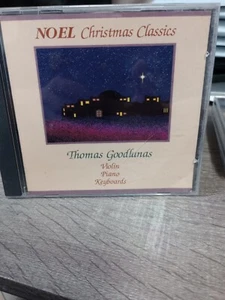 NOEL Christmas Classics
Thomas Goodlunas
Violin
Piano
Keyboards